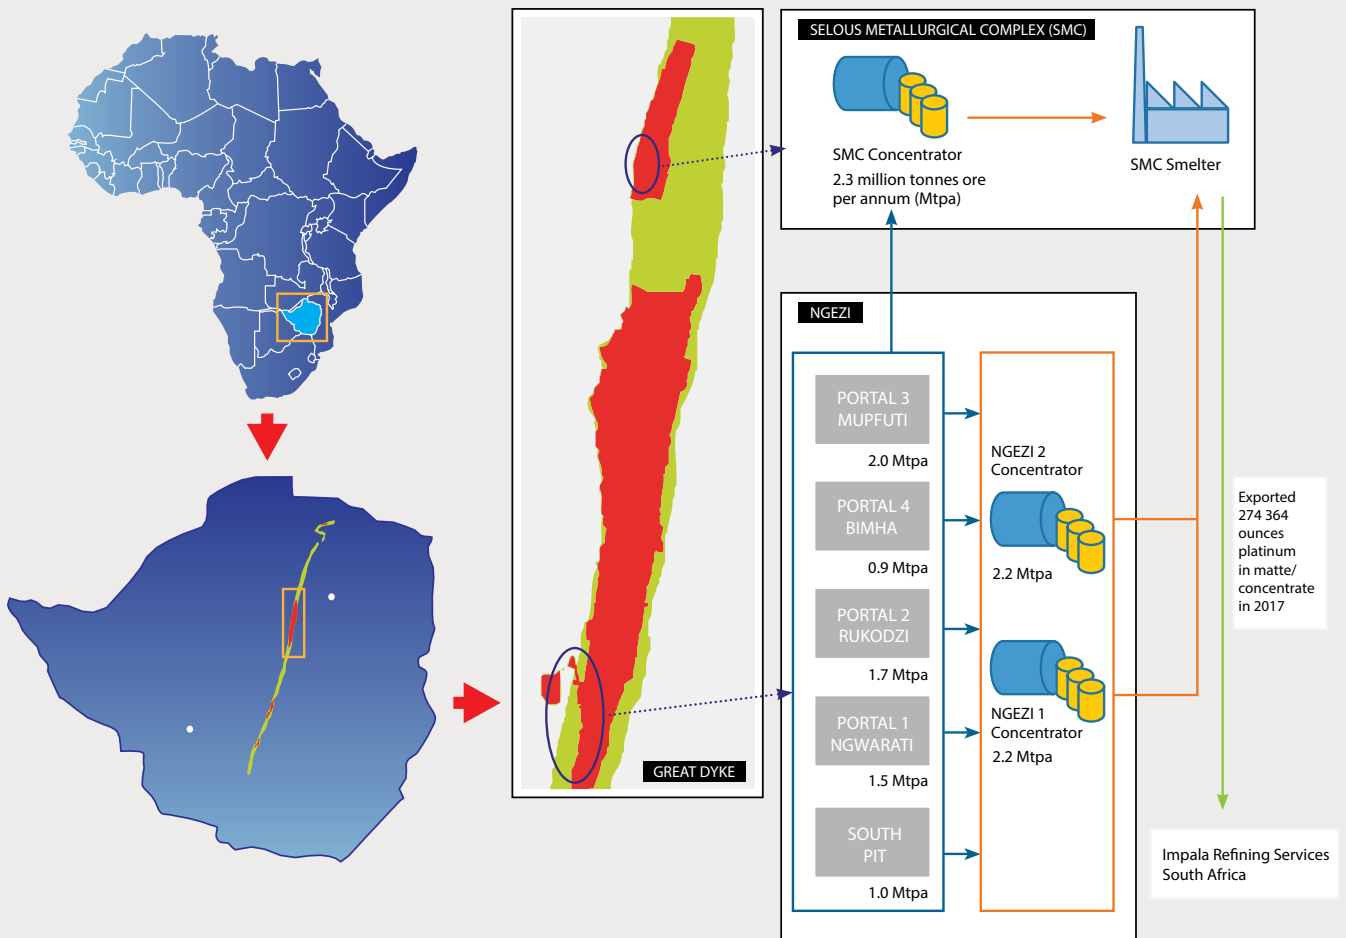 SELOUS METALLURGICAL COMPLEX (SMC)
SMC Concentrator
2.3 million tonnes ore
per annum (Mtpa)
SMC Smelter
NGEZI
PORTAL 3
MUPFUTI
2.0 Mtpa
PORTAL 4
BIMHA
0.9 Mtpa
PORTAL 2
RUKODZI
1.7 Mtpa
PORTAL 1
NGWARATI
1.5 Mtpa
SOUTH
PIT
1.0 Mtpa
NGEZI 2
Concentrator
2.2 Mtpa
NGEZI 1
Concentrator
2.2 Mtpa
GREAT DYKE
Exported
274 364
ounces
platinum
in matte/
concentrate
in 2017
Impala Refining Services
South Africa